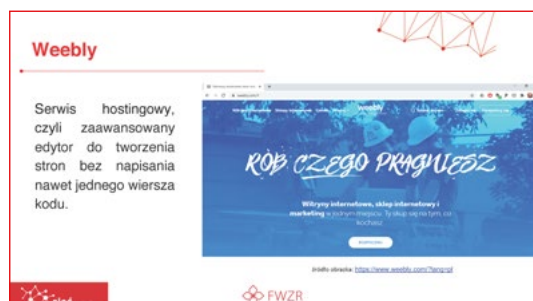 Weebly
Serwis hostingowy,
czyli zaawansowany
edytor do tworzenia
stron bez napisania
nawet jednego wiersza
kodu.
weebly
RÓB CZEGO PRAGNIESZ
Witryny internetowe, sklep internetowy i
marketing w jednym miejscu. Ty skup się na tym, co
kochasz
źródło obrazka: https://www.weebly.com/?lang=pl
FWZR